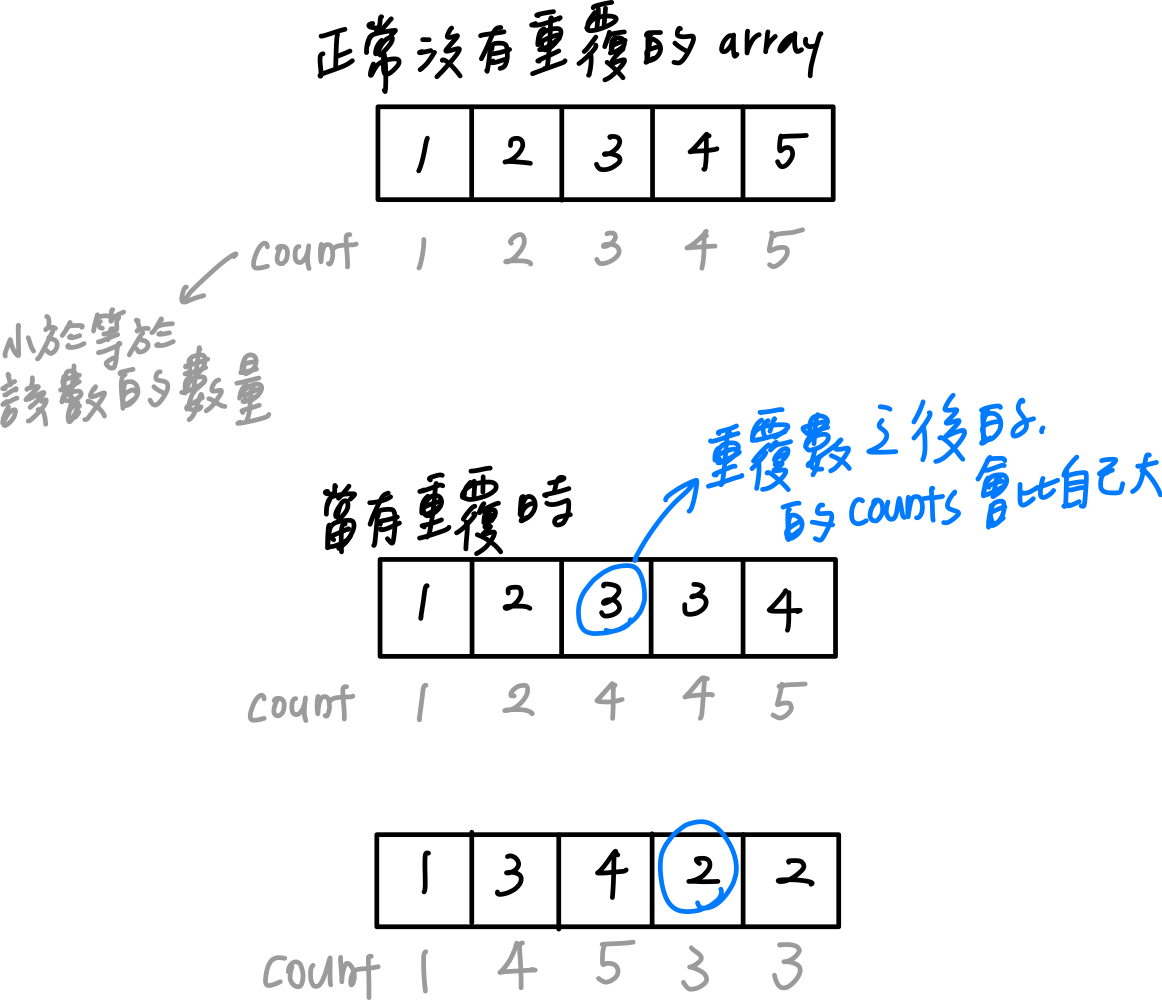 正常沒有重覆的 array
1 2 3 4 5
count 1 2 3 4 5
小於等於
該數的數量
重覆數之後的.
的 counts 會比自己大
當有重覆時
1 2 3 3 4
count 1 2 4 4 5
1 3 4 2 2
count 1 4 5 3 3